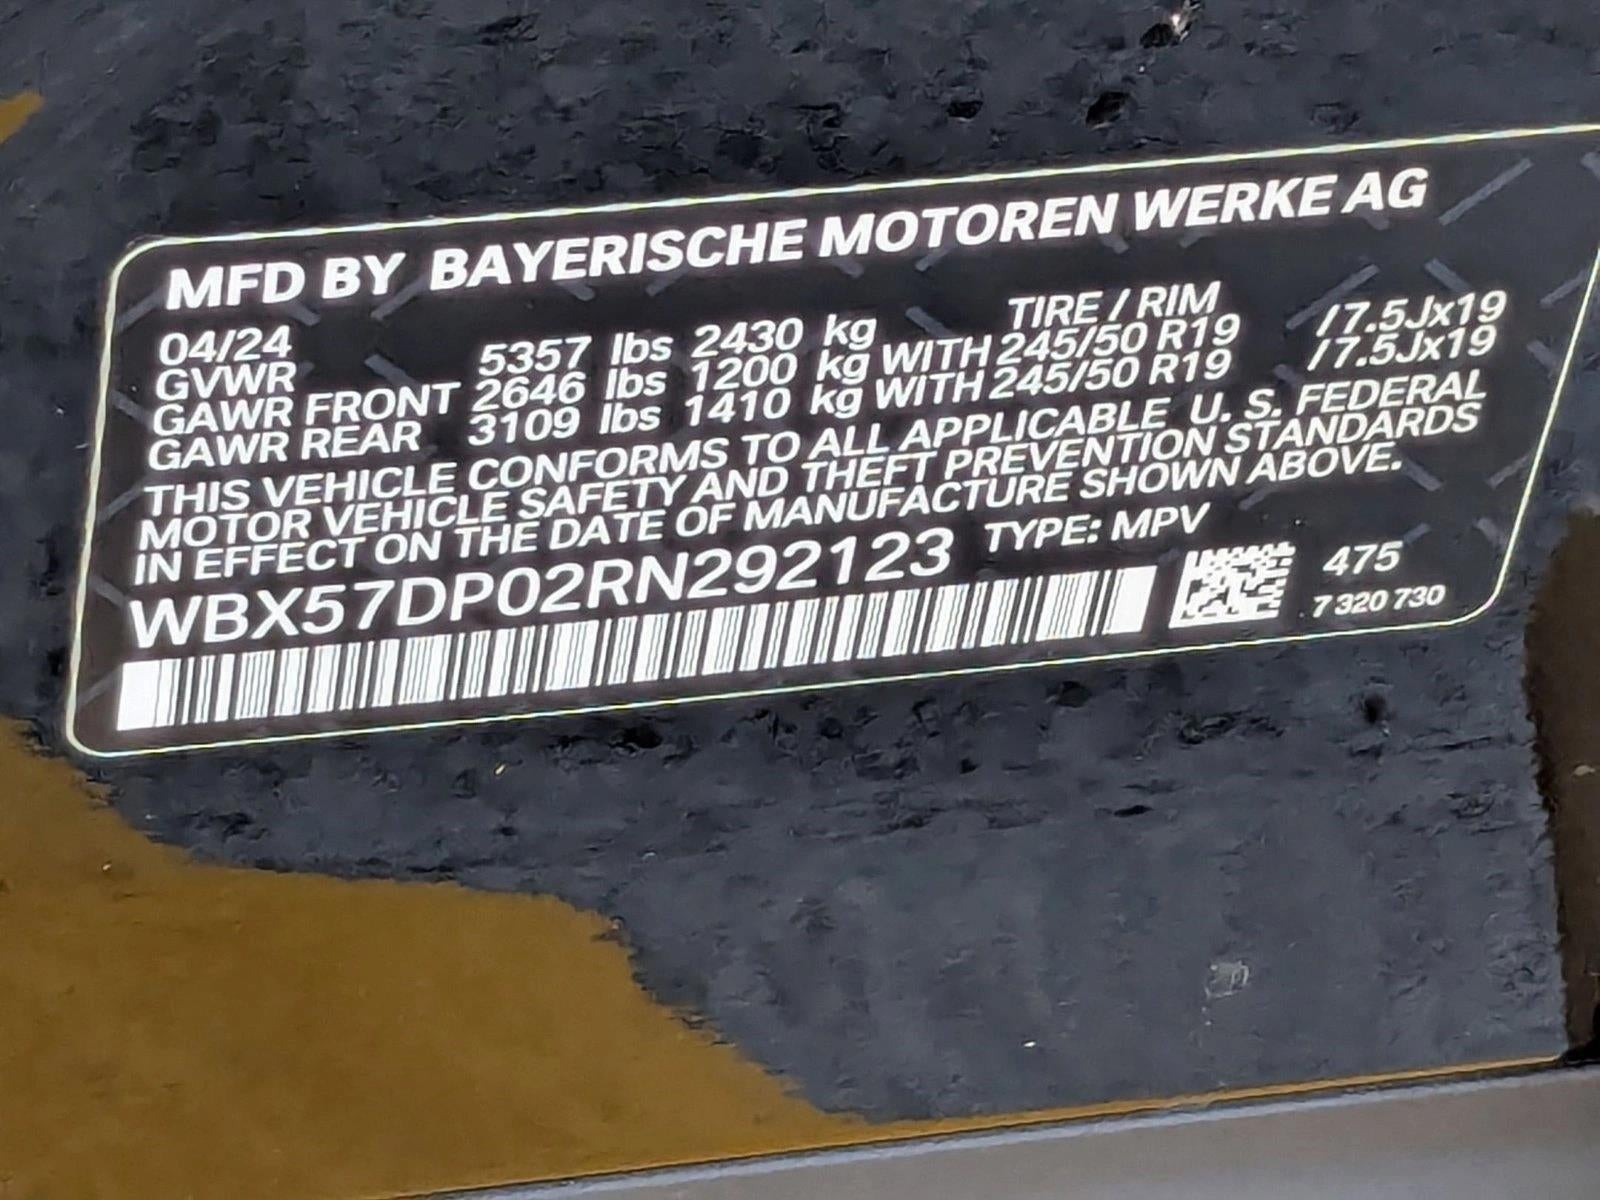 MFD BY BAYERISCHE MOTOREN WERKE AG
04/24 TIRE / RIM
GVWR 5357 lbs 2430 kg
GAWR FRONT 2646 lbs 1200 kg WITH 245/50 R19 /7.5Jx19
GAWR REAR 3109 lbs 1410 kg WITH 245/50 R19 /7.5Jx19
THIS VEHICLE CONFORMS TO ALL APPLICABLE U. S. FEDERAL
MOTOR VEHICLE SAFETY AND THEFT PREVENTION STANDARDS
IN EFFECT ON THE DATE OF MANUFACTURE SHOWN ABOVE.
WBX57DP02RN292123 TYPE: MPV
475
7 320 730